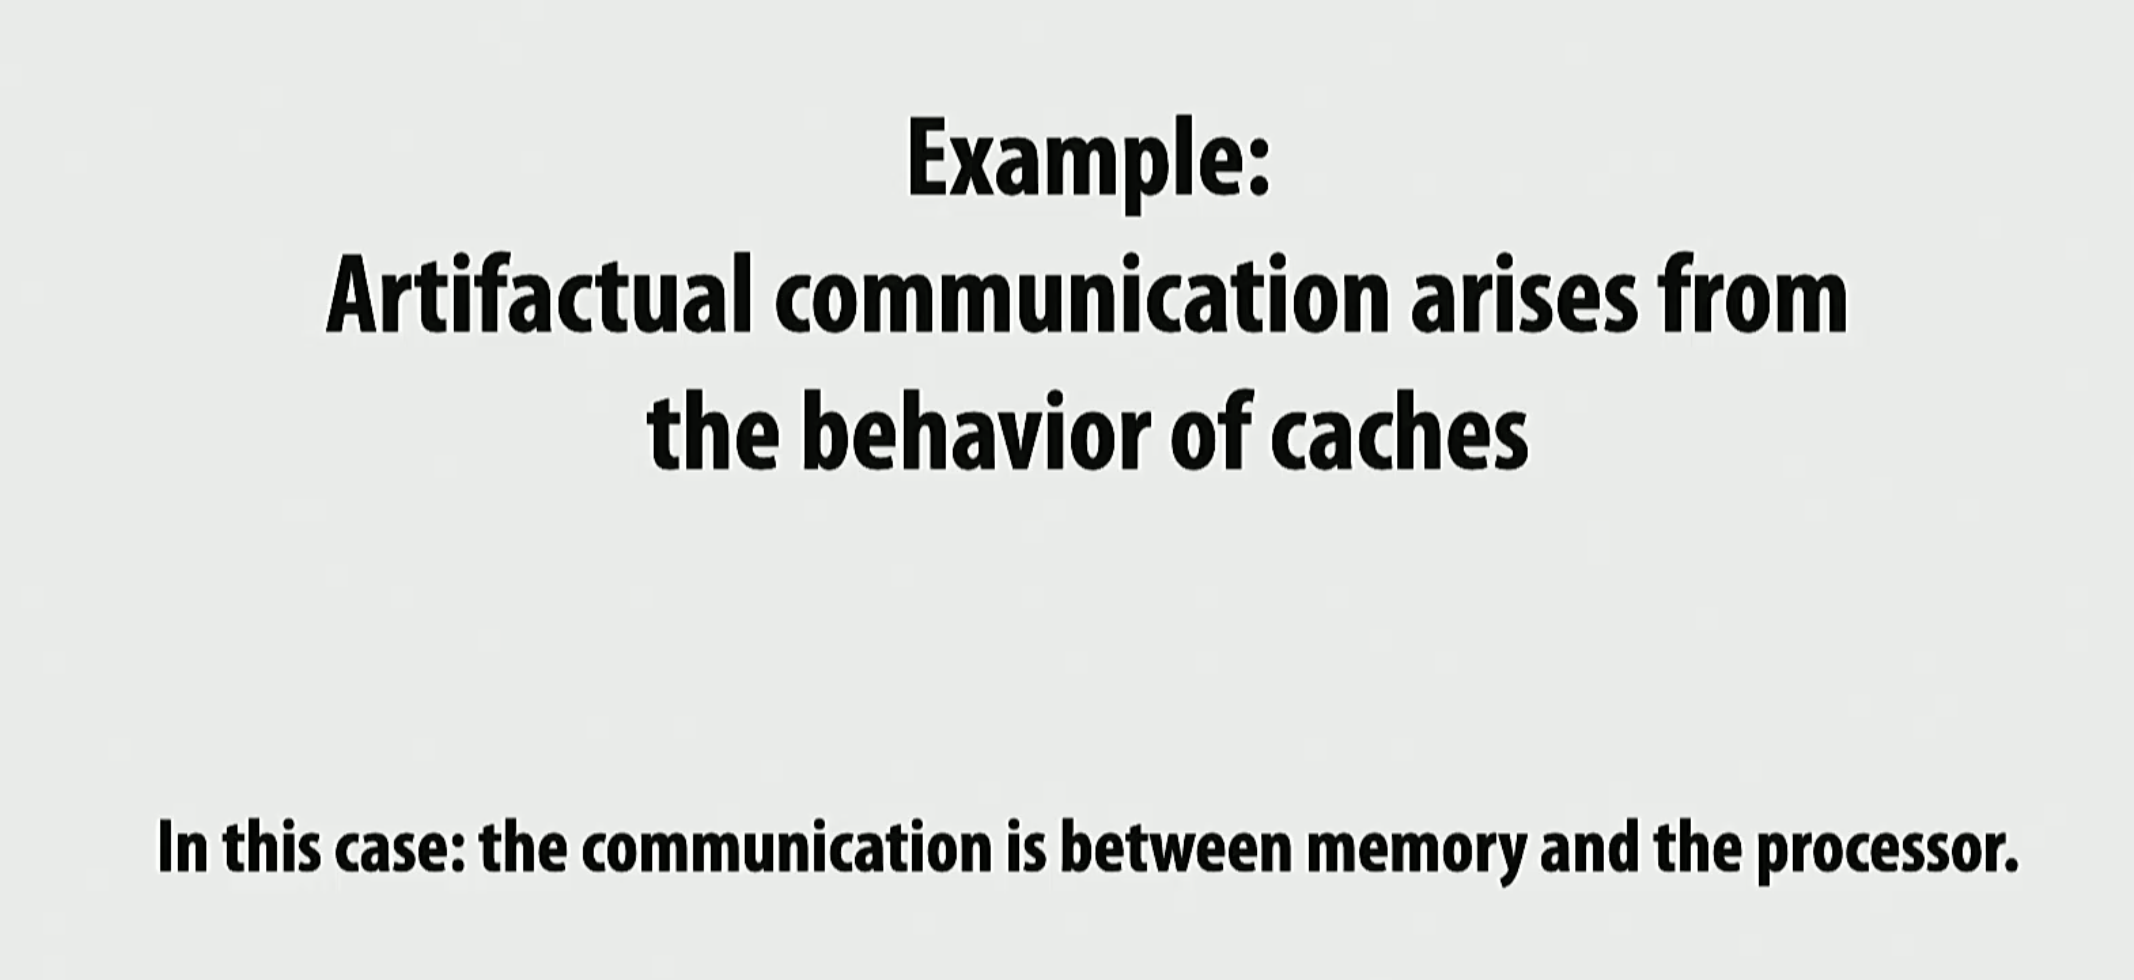 Example:
Artifactual communication arises from
the behavior of caches
In this case: the communication is between memory and the processor.